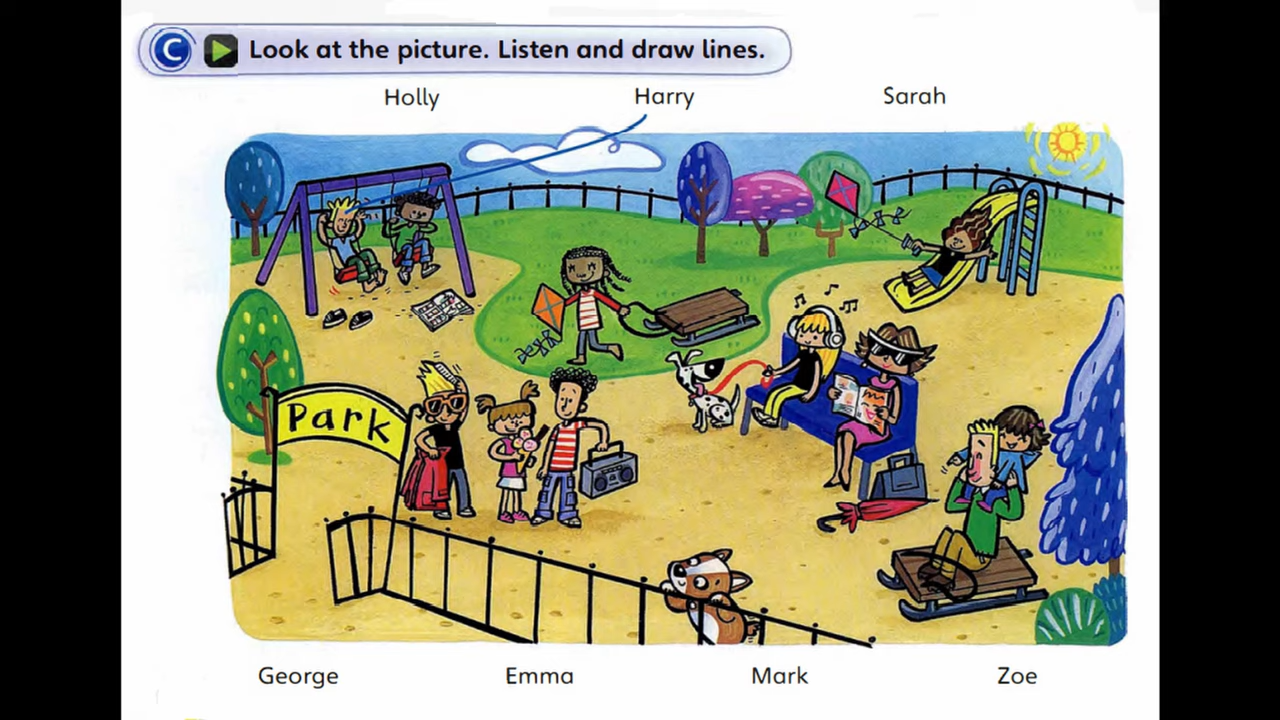 C Look at the picture. Listen and draw lines.
Holly Harry Sarah
Park
George Emma Mark Zoe